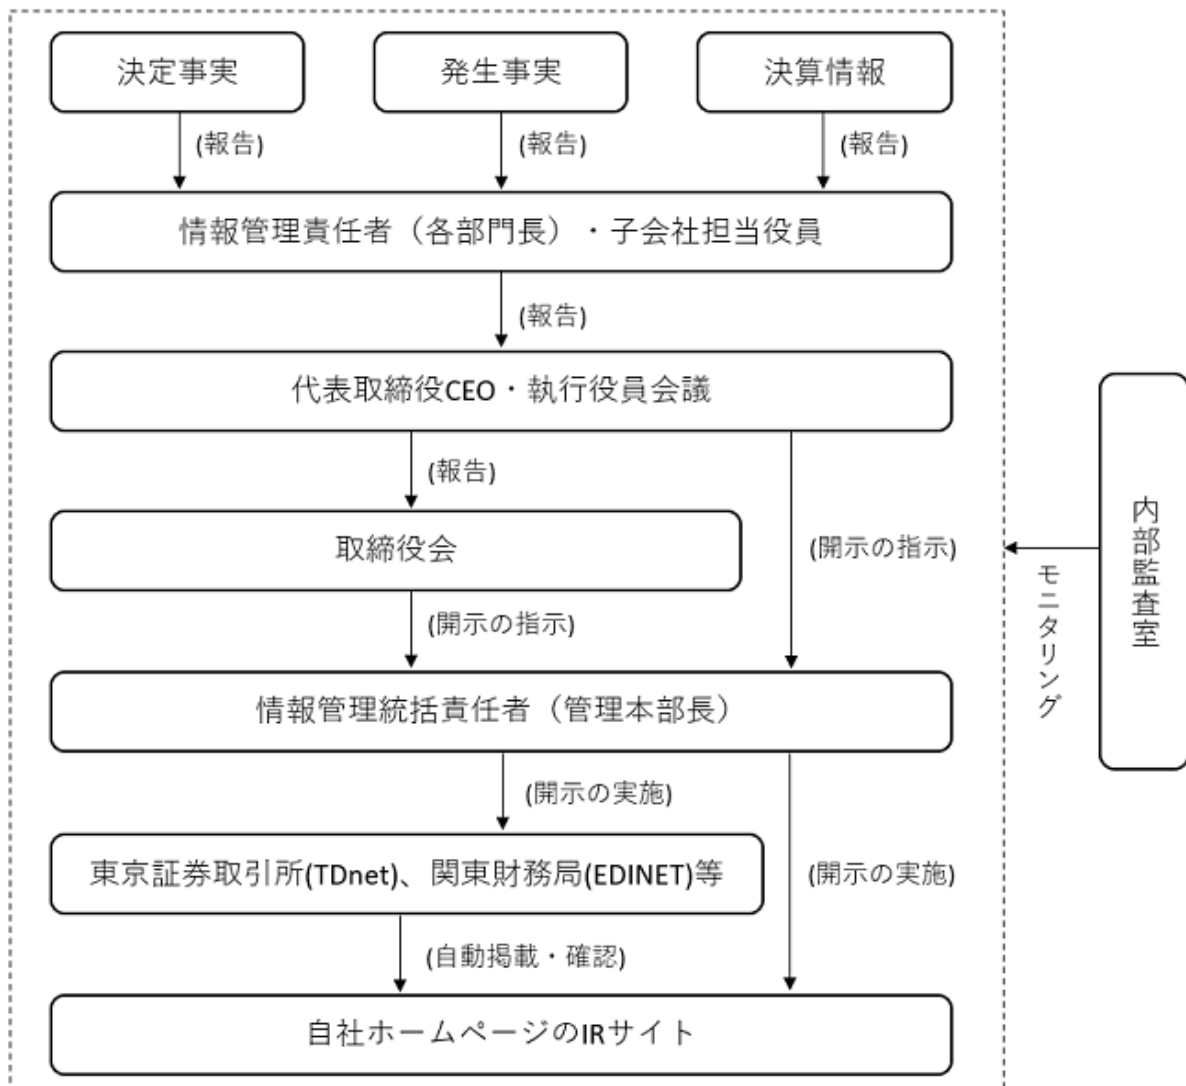 決定事実
発生事実
決算情報
(報告)
(報告)
(報告)
情報管理責任者（各部門長）・子会社担当役員
(報告)
代表取締役CEO・執行役員会議
(報告)
取締役会
(開示の指示)
(開示の指示)
情報管理統括責任者（管理本部長）
(開示の実施)
東京証券取引所(TDnet)、関東財務局(EDINET)等
(開示の実施)
(自動掲載・確認)
自社ホームページのIRサイト
モニタリング
内部監査室